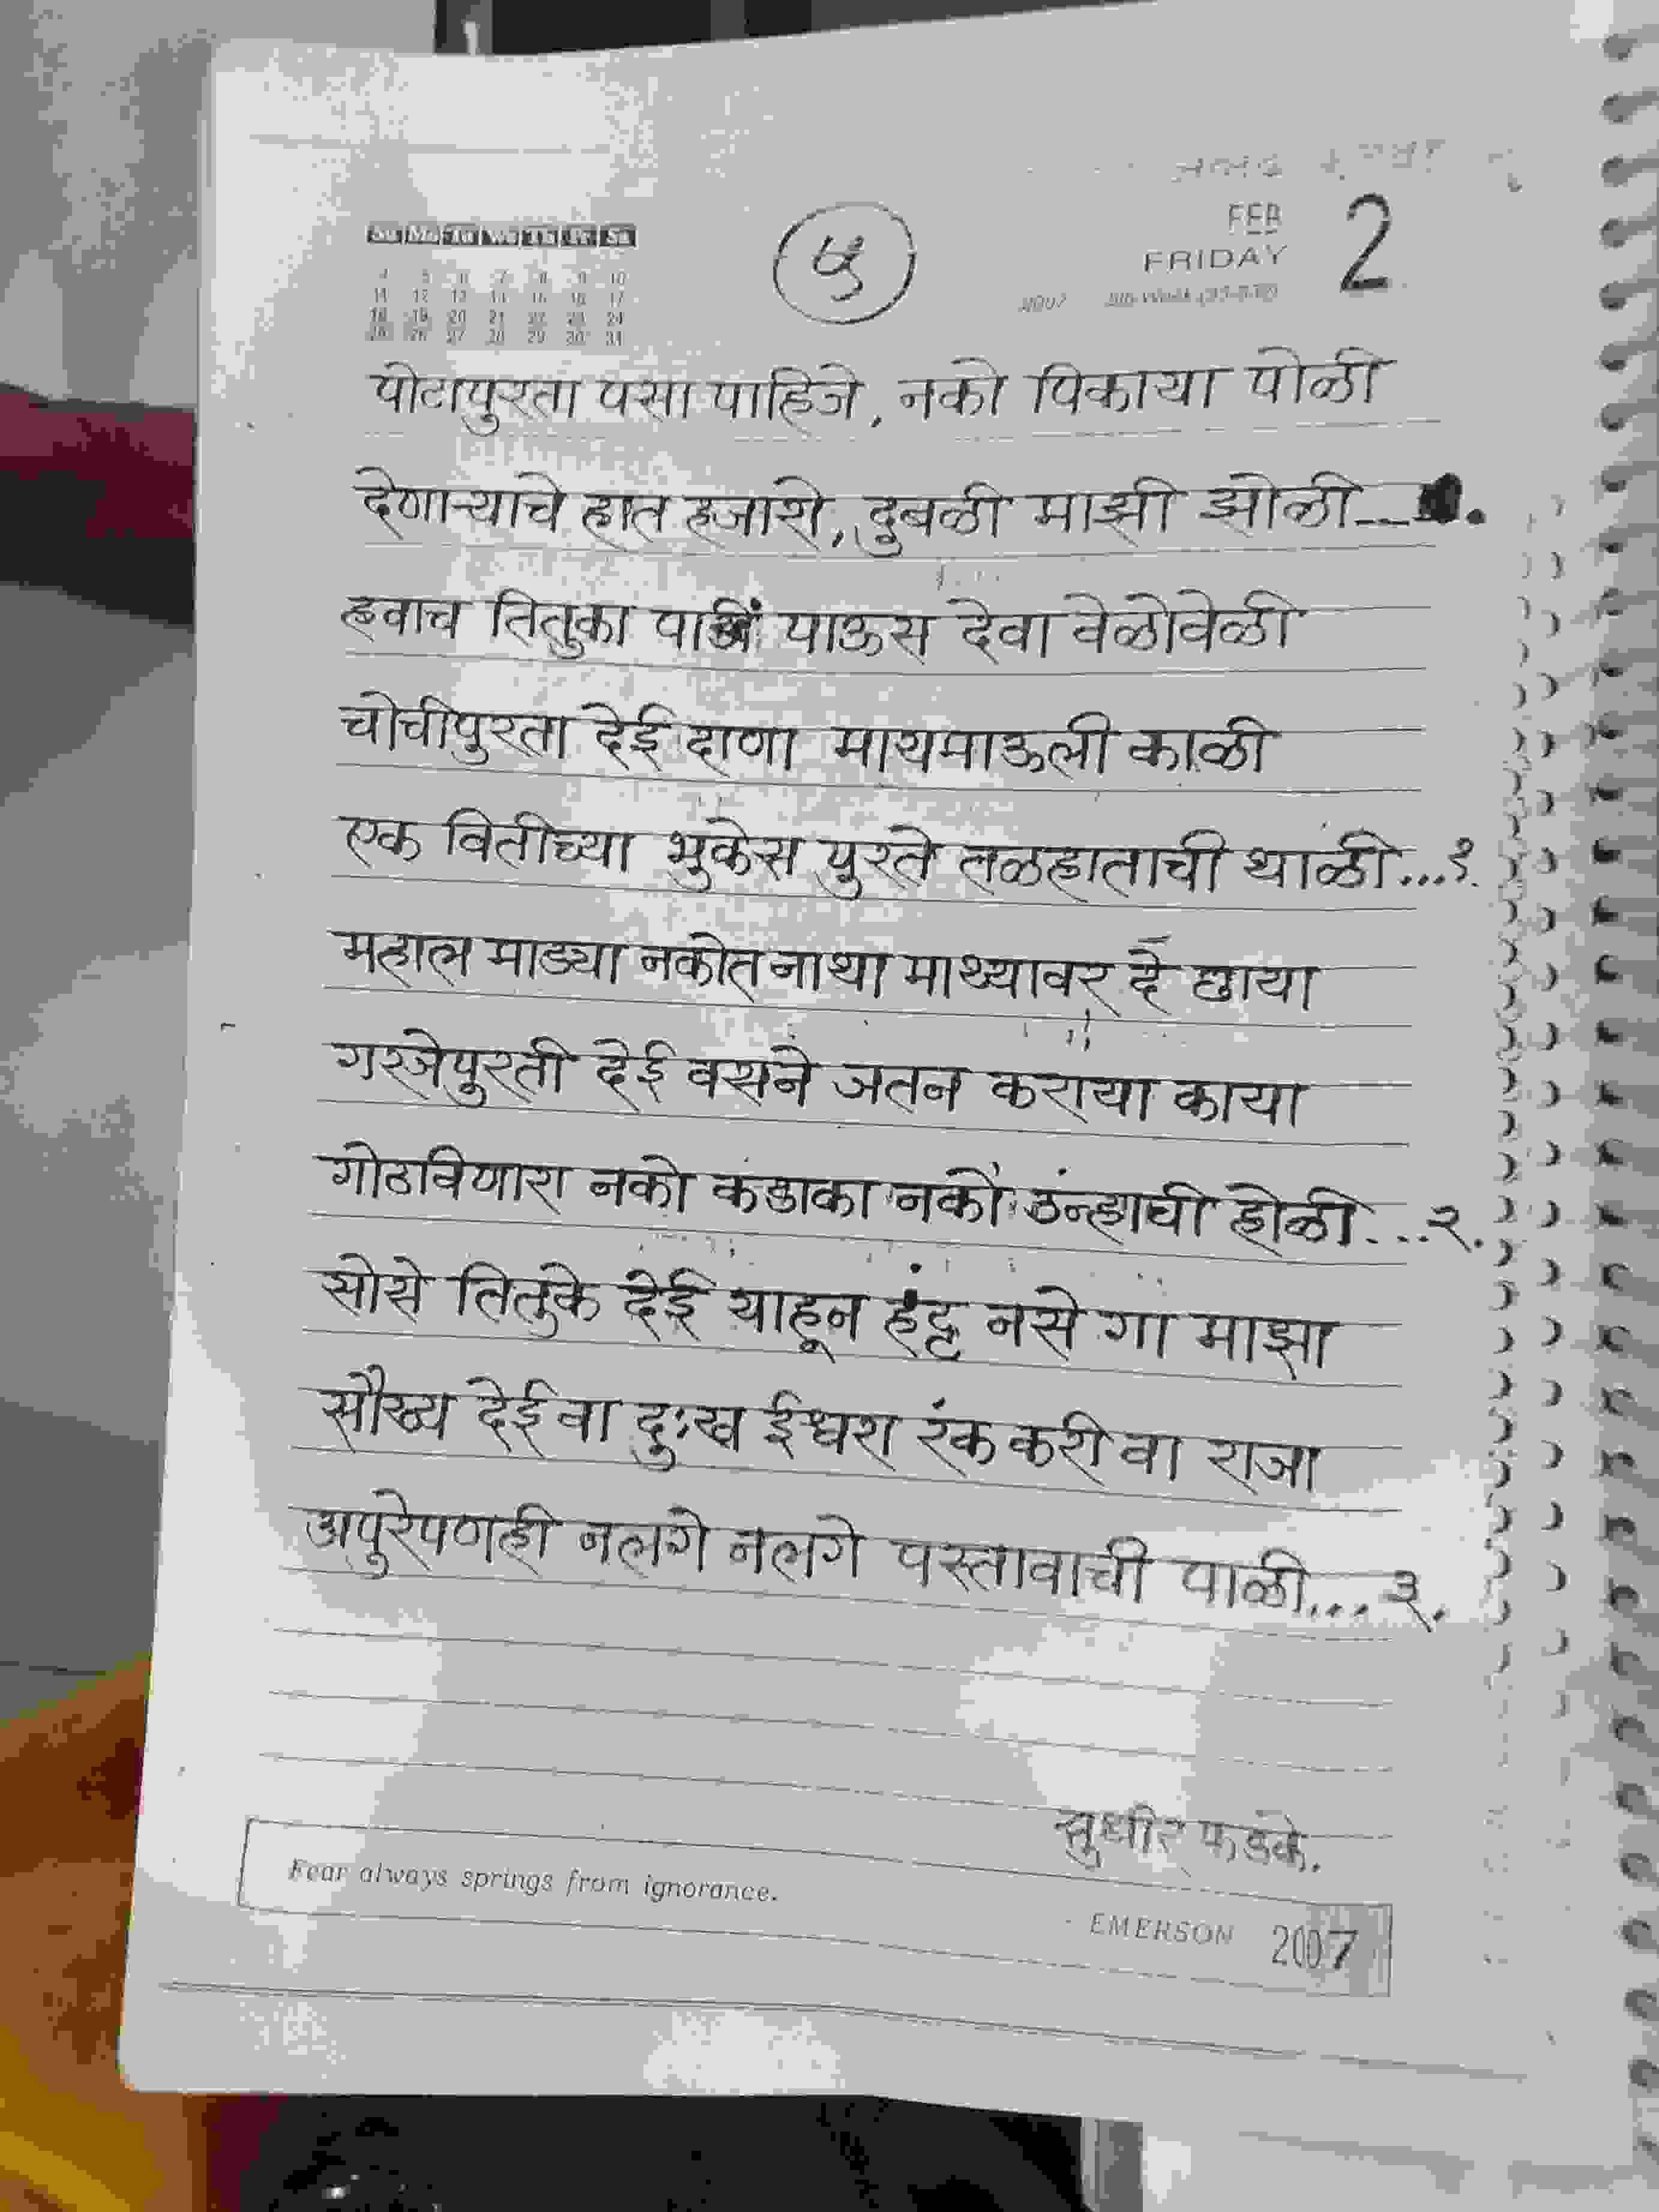 Su Mo Tu We Th Fr Sa
4 5 6 7 8 9 10
11 12 13 14 15 16 17
18 19 20 21 22 23 24
25 26 27 28 29 30 31
५
FEB
FRIDAY
2
2007
पोटापुरता पसा पाहिजे, नको पिकाया पोळी
देणाऱ्याचे हात हजारो, दुबळी माझी झोळी
हवाच तितुका पाऊस देवा वेळोवेळी
चोचीपुरता देई दाणा मायमाऊली काळी
एक वितीच्या भुकेस पुरते तळहाताची थाळी...१.
महाल माड्या नकोत नाथा माथ्यावर दे छाया
गरजेपुरती देई वसने जतन कराया काया
गोठविणारा नको कडाका नको उंन्हाची होळी...२.
सोसे तितुके देई याहून हट्ट नसे गा माझा
सौख्य देई वा दुःख ईश्वरा रंक करी वा राजा
अपुरेपणही नलगे नलगे पस्तावाची पाळी...३.
सुधीर फडके.
Fear always springs from ignorance.
- EMERSON 2007